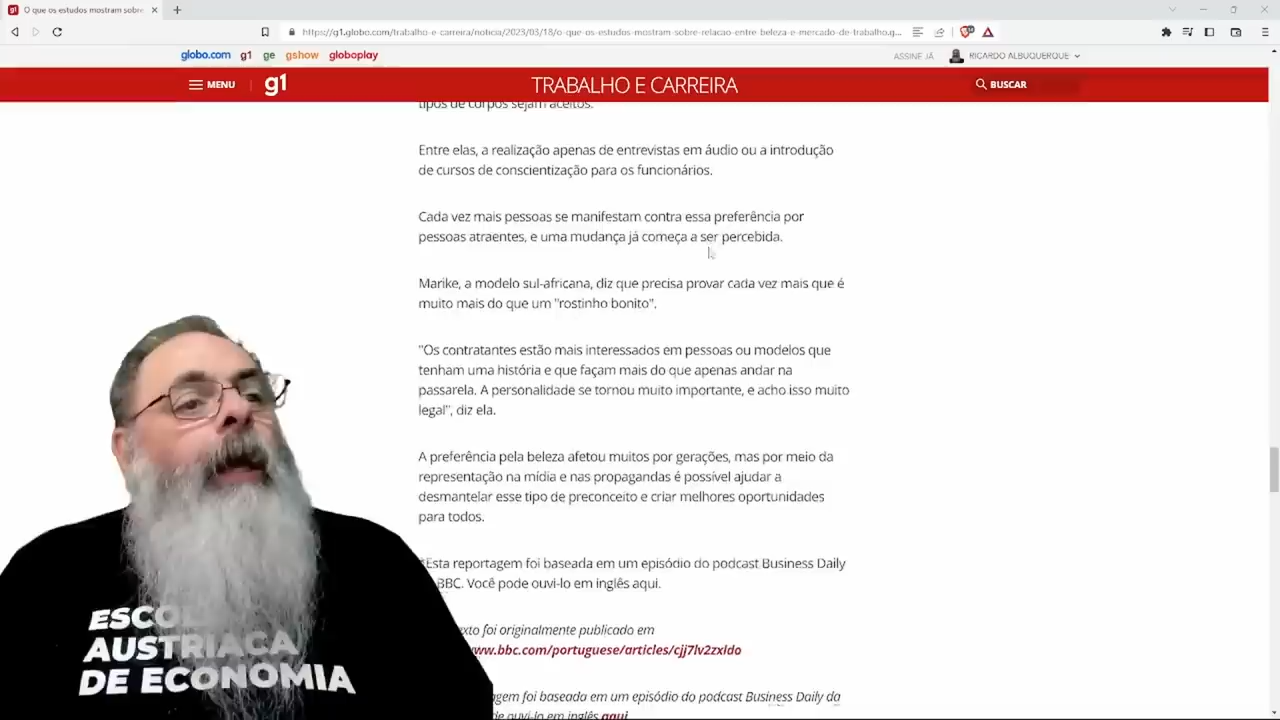 O que os estudos mostram sobre
https://g1.globo.com/trabalho-e-carreira/noticia/2023/03/18/o-que-os-estudos-mostram-sobre-relacao-entre-beleza-e-mercado-de-trabalho.g...
globo.com g1 ge gshow globoplay
ASSINE JÁ RICARDO ALBUQUERQUE
MENU g1 TRABALHO E CARREIRA BUSCAR
tipos de corpos sejam aceitos.
Entre elas, a realização apenas de entrevistas em áudio ou a introdução
de cursos de conscientização para os funcionários.
Cada vez mais pessoas se manifestam contra essa preferência por
pessoas atraentes, e uma mudança já começa a ser percebida.
Marike, a modelo sul-africana, diz que precisa provar cada vez mais que é
muito mais do que um "rostinho bonito".
"Os contratantes estão mais interessados em pessoas ou modelos que
tenham uma história e que façam mais do que apenas andar na
passarela. A personalidade se tornou muito importante, e acho isso muito
legal", diz ela.
A preferência pela beleza afetou muitos por gerações, mas por meio da
representação na mídia e nas propagandas é possível ajudar a
desmantelar esse tipo de preconceito e criar melhores oportunidades
para todos.
*Esta reportagem foi baseada em um episódio do podcast Business Daily
BBC. Você pode ouvi-lo em inglês aqui.
foi originalmente publicado em
ww.bbc.com/portuguese/articles/cjj7lv2zxldo
foi baseada em um episódio do podcast Business Daily da
ouvi-lo em inglês aqui
ESCOL
AUSTRIACA
DE ECONOMIA